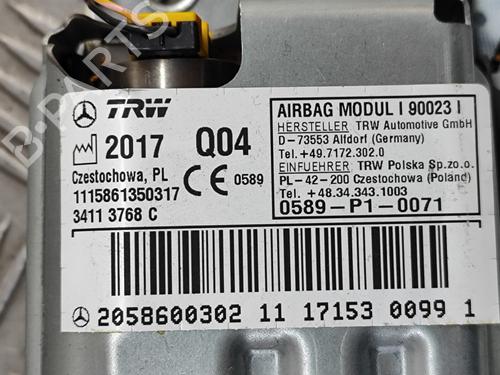 TRW
2017 Q04
Czestochowa, PL
1115861350317
3411 3768 C
CE 0589
AIRBAG MODUL I 90023 I
HERSTELLER TRW Automotive GmbH
D-73553 Alfdorf (Germany)
Tel.+49.7172.302.0
EINFUEHRER TRW Polska Sp.zo.o.
PL-42-200 Czestochowa (Poland)
Tel.+48.34.343.1003
0589-P1-0071
2058600302 11 17153 0099 1
B-PARTS